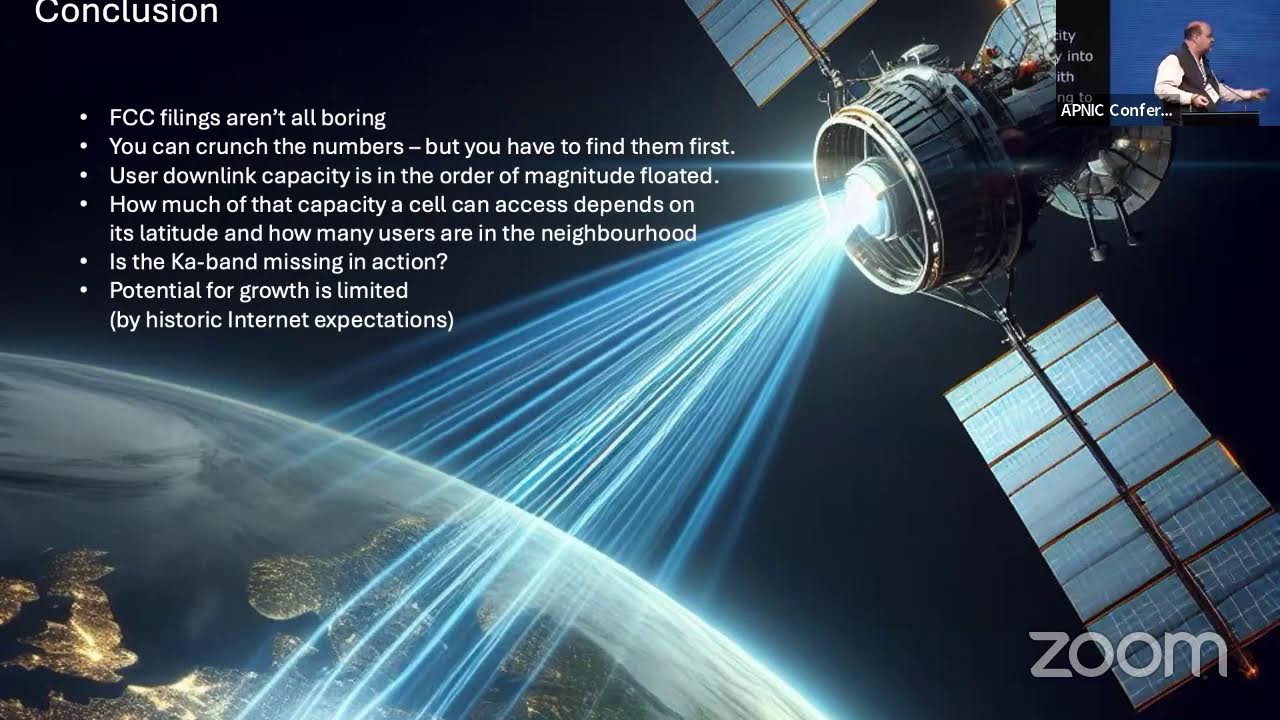 Conclusion
• FCC filings aren’t all boring
• You can crunch the numbers – but you have to find them first.
• User downlink capacity is in the order of magnitude floated.
• How much of that capacity a cell can access depends on
its latitude and how many users are in the neighbourhood
• Is the Ka-band missing in action?
• Potential for growth is limited
(by historic Internet expectations)
city
y into
ith
ng to
APNIC Confer...
zoom